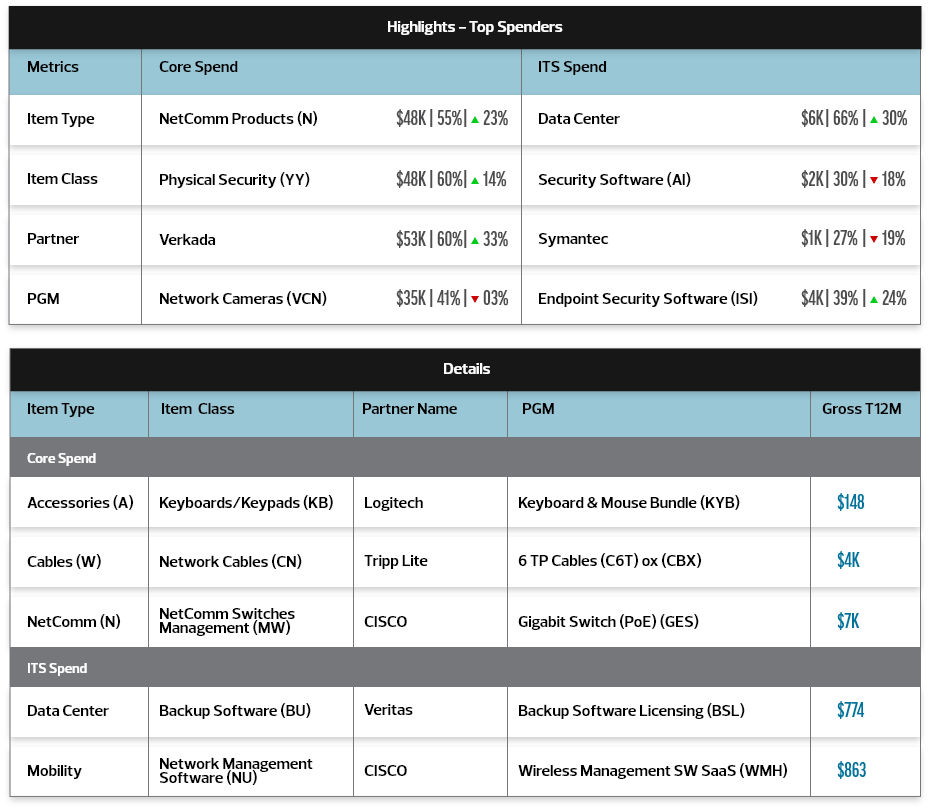 Highlights – Top Spenders
Metrics Core Spend ITS Spend
Item Type NetComm Products (N) $48K | 55% | ▲ 23% Data Center $6K | 66% | ▲ 30%
Item Class Physical Security (YY) $48K | 60% | ▲ 14% Security Software (AI) $2K | 30% | ▼ 18%
Partner Verkada $53K | 60% | ▲ 33% Symantec $1K | 27% | ▼ 19%
PGM Network Cameras (VCN) $35K | 41% | ▼ 03% Endpoint Security Software (ISI) $4K | 39% | ▲ 24%
Details
Item Type Item Class Partner Name PGM Gross T12M
Core Spend
Accessories (A) Keyboards/Keypads (KB) Logitech Keyboard & Mouse Bundle (KYB) $148
Cables (W) Network Cables (CN) Tripp Lite 6 TP Cables (C6T) ox (CBX) $4K
NetComm (N) NetComm Switches
Management (MW) CISCO Gigabit Switch (PoE) (GES) $7K
ITS Spend
Data Center Backup Software (BU) Veritas Backup Software Licensing (BSL) $774
Mobility Network Management
Software (NU) CISCO Wireless Management SW SaaS (WMH) $863